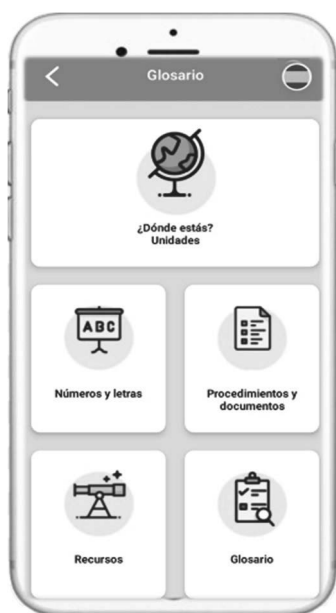 Glosario
¿Dónde estás?
Unidades
ABC
Números y letras
Procedimientos y
documentos
Recursos
Glosario